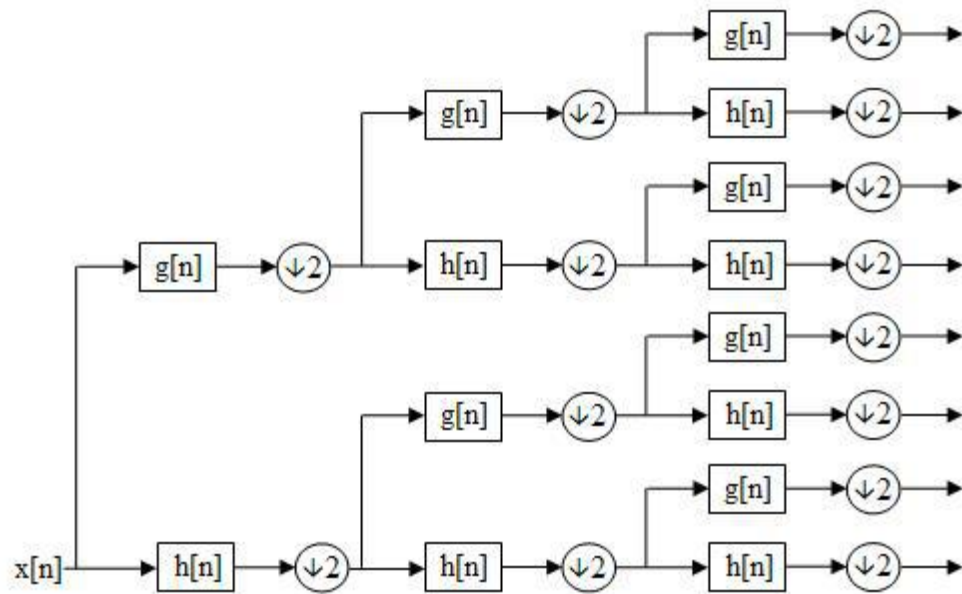 g[n] ↓2
g[n] ↓2 h[n] ↓2
g[n] ↓2
g[n] ↓2 h[n] ↓2 h[n] ↓2
g[n] ↓2
g[n] ↓2 h[n] ↓2
g[n] ↓2
x[n] h[n] ↓2 h[n] ↓2 h[n] ↓2